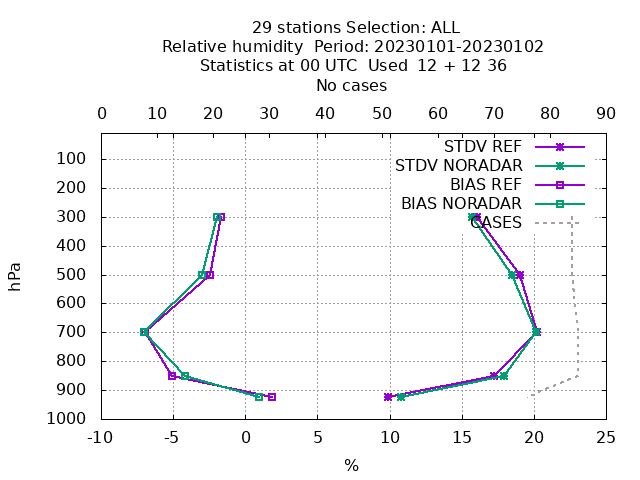 29 stations Selection: ALL
Relative humidity  Period: 20230101-20230102
Statistics at 00 UTC  Used  12 + 12 36
No cases
0 10 20 30 40 50 60 70 80 90
STDV REF
STDV NORADAR
BIAS REF
BIAS NORADAR
CASES
100
200
300
400
500
600
700
800
900
1000
hPa
-10 -5 0 5 10 15 20 25
%